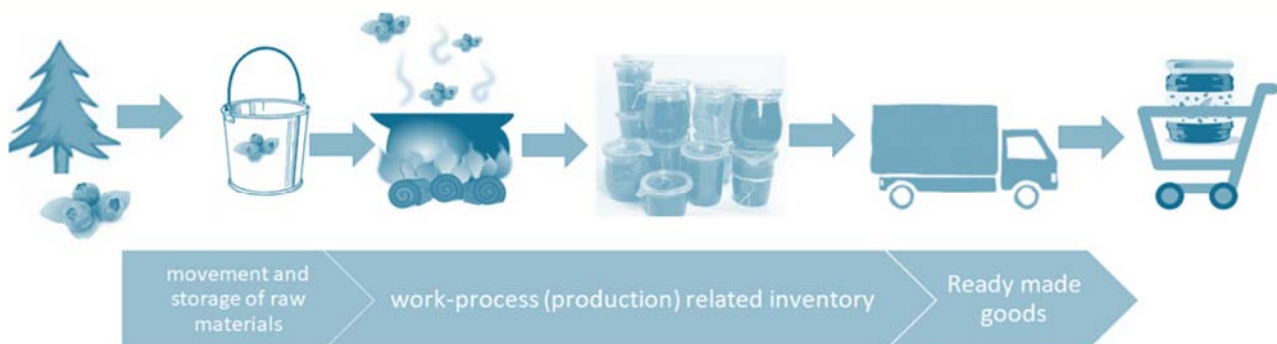 movement and
storage of raw
materials
work-process (production) related inventory
Ready made
goods